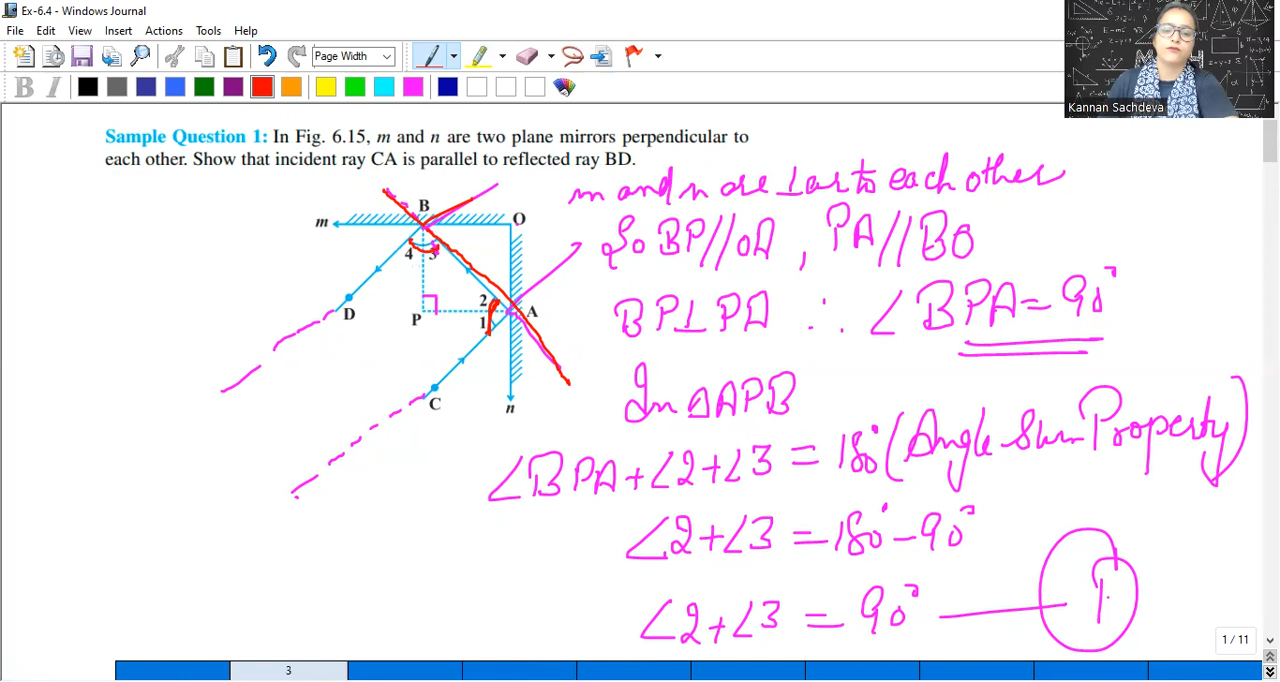 Ex-6.4 - Windows Journal
File Edit View Insert Actions Tools Help
Page Width
B I
Kannan Sachdeva
Sample Question 1: In Fig. 6.15, m and n are two plane mirrors perpendicular to
each other. Show that incident ray CA is parallel to reflected ray BD.
m and n are ⊥ar to each other
So BP//OA, PA//BO
BP⊥PA ∴ ∠BPA=90°
In △APB
∠BPA+∠2+∠3=180° (Angle Sum Property)
∠2+∠3=180°-90°
∠2+∠3=90° — 1
B
O
m
4 3
2
D
P
1
A
C
n
1 / 11
3